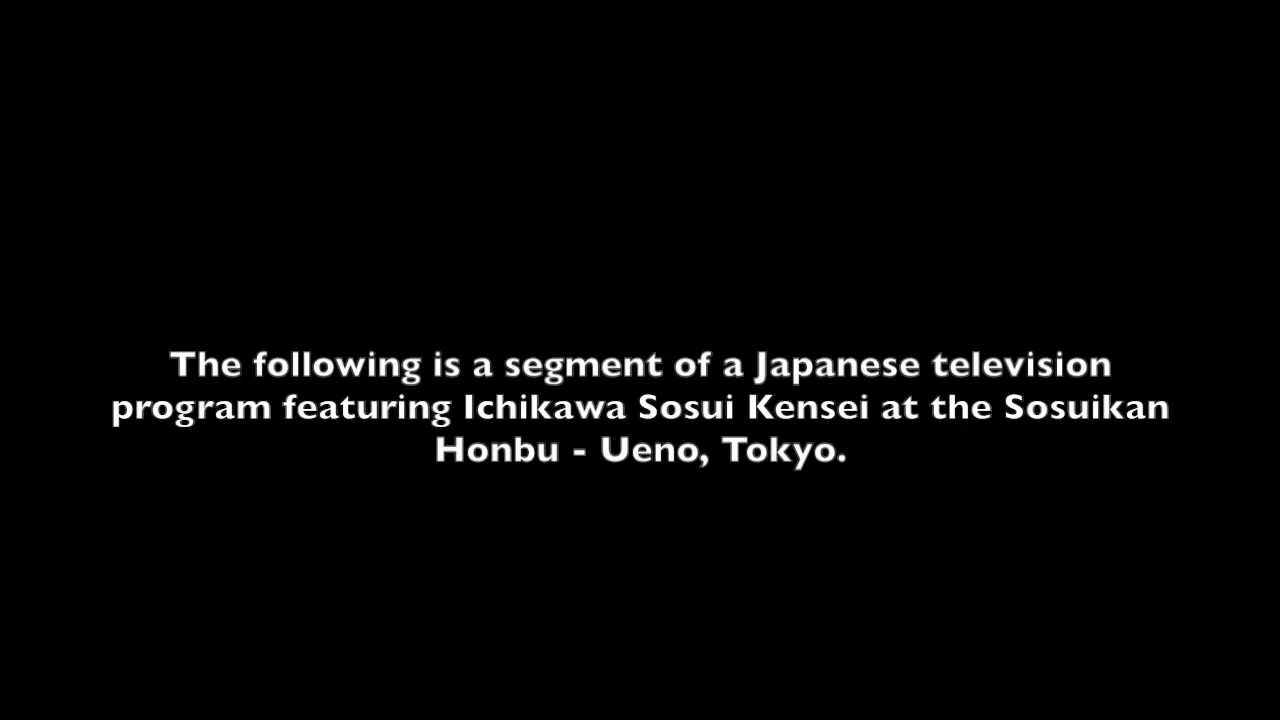 The following is a segment of a Japanese television
program featuring Ichikawa Sosui Kensei at the Sosuikan
Honbu - Ueno, Tokyo.